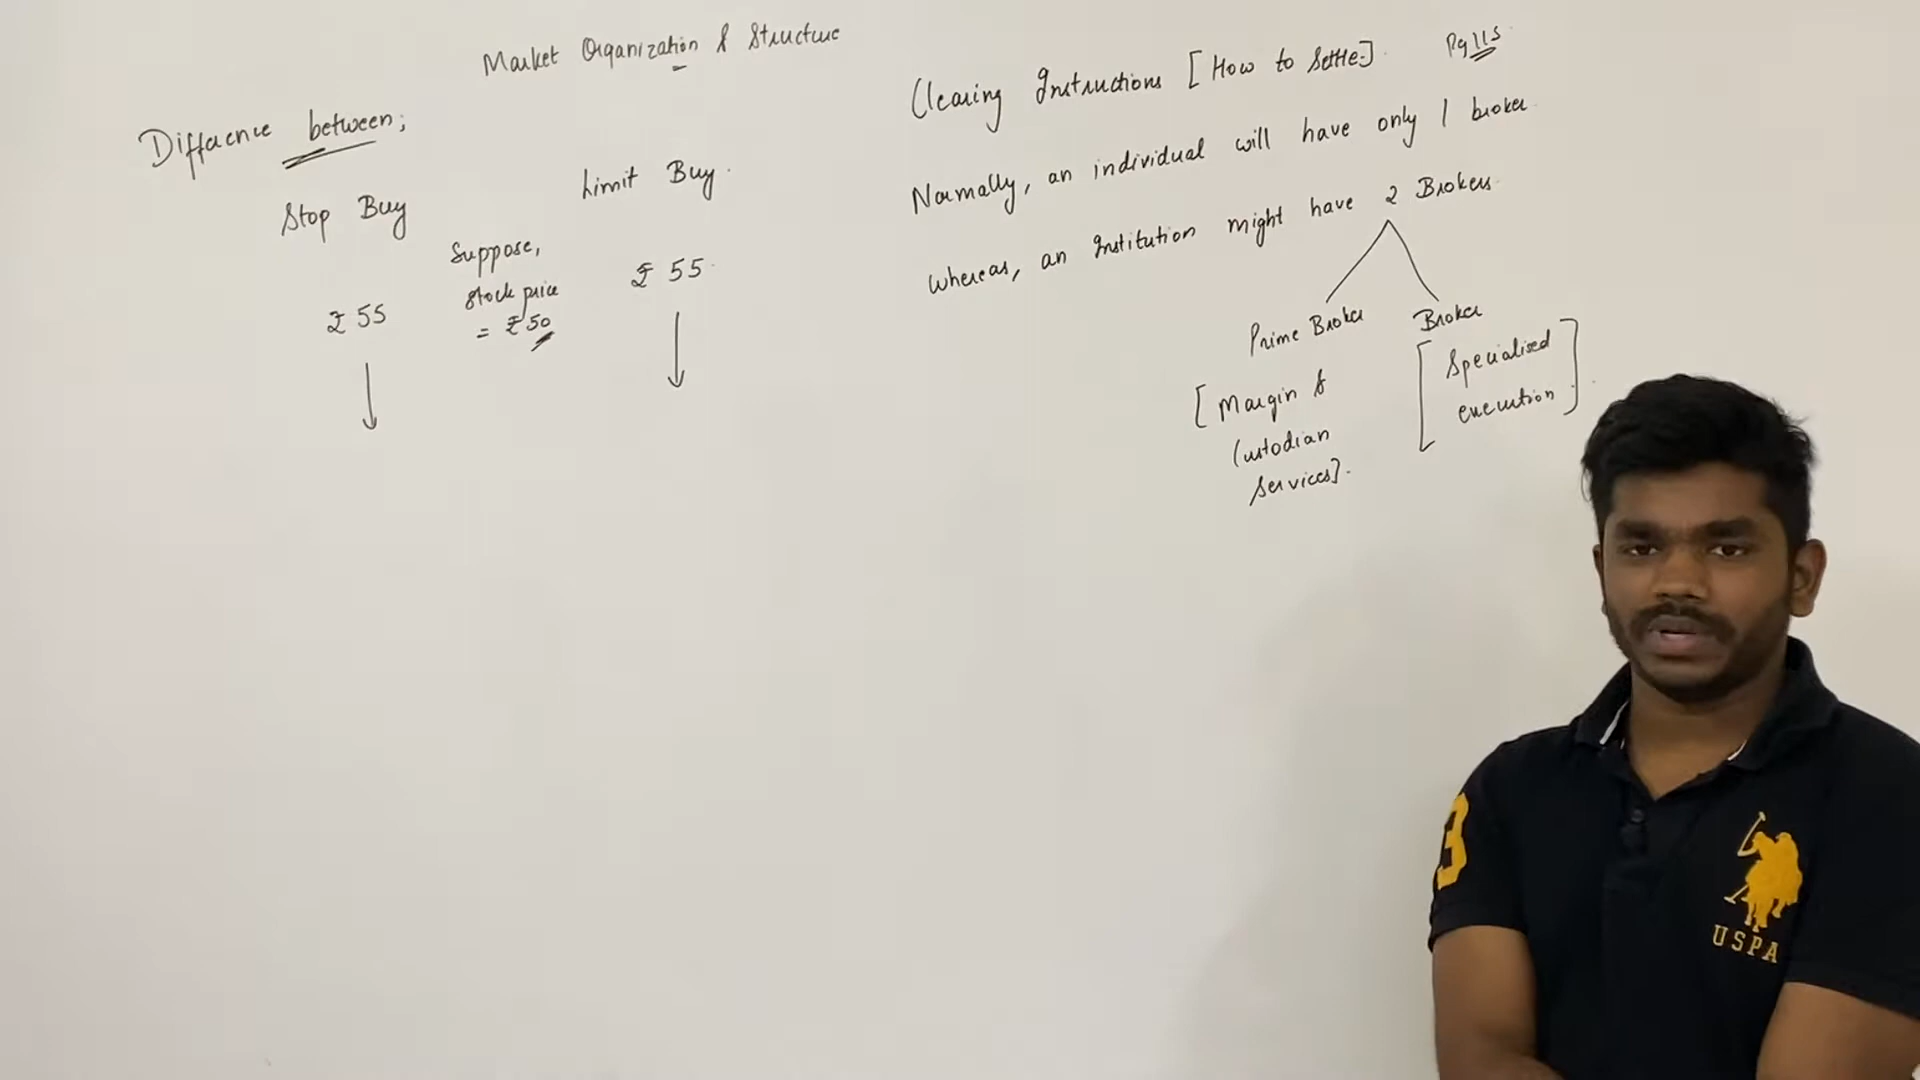 Market Organization & Structure
Difference between;
Stop Buy
Limit Buy.
Suppose,
stock price
= ₹50
₹ 55
₹ 55.
Clearing Instructions [How to Settle]. Pg 115
Normally, an individual will have only 1 broker.
Whereas, an Institution might have 2 Brokers.
Prime Broker
[Margin &
Custodian
Services].
Broker
[Specialised
execution]
3
USPA